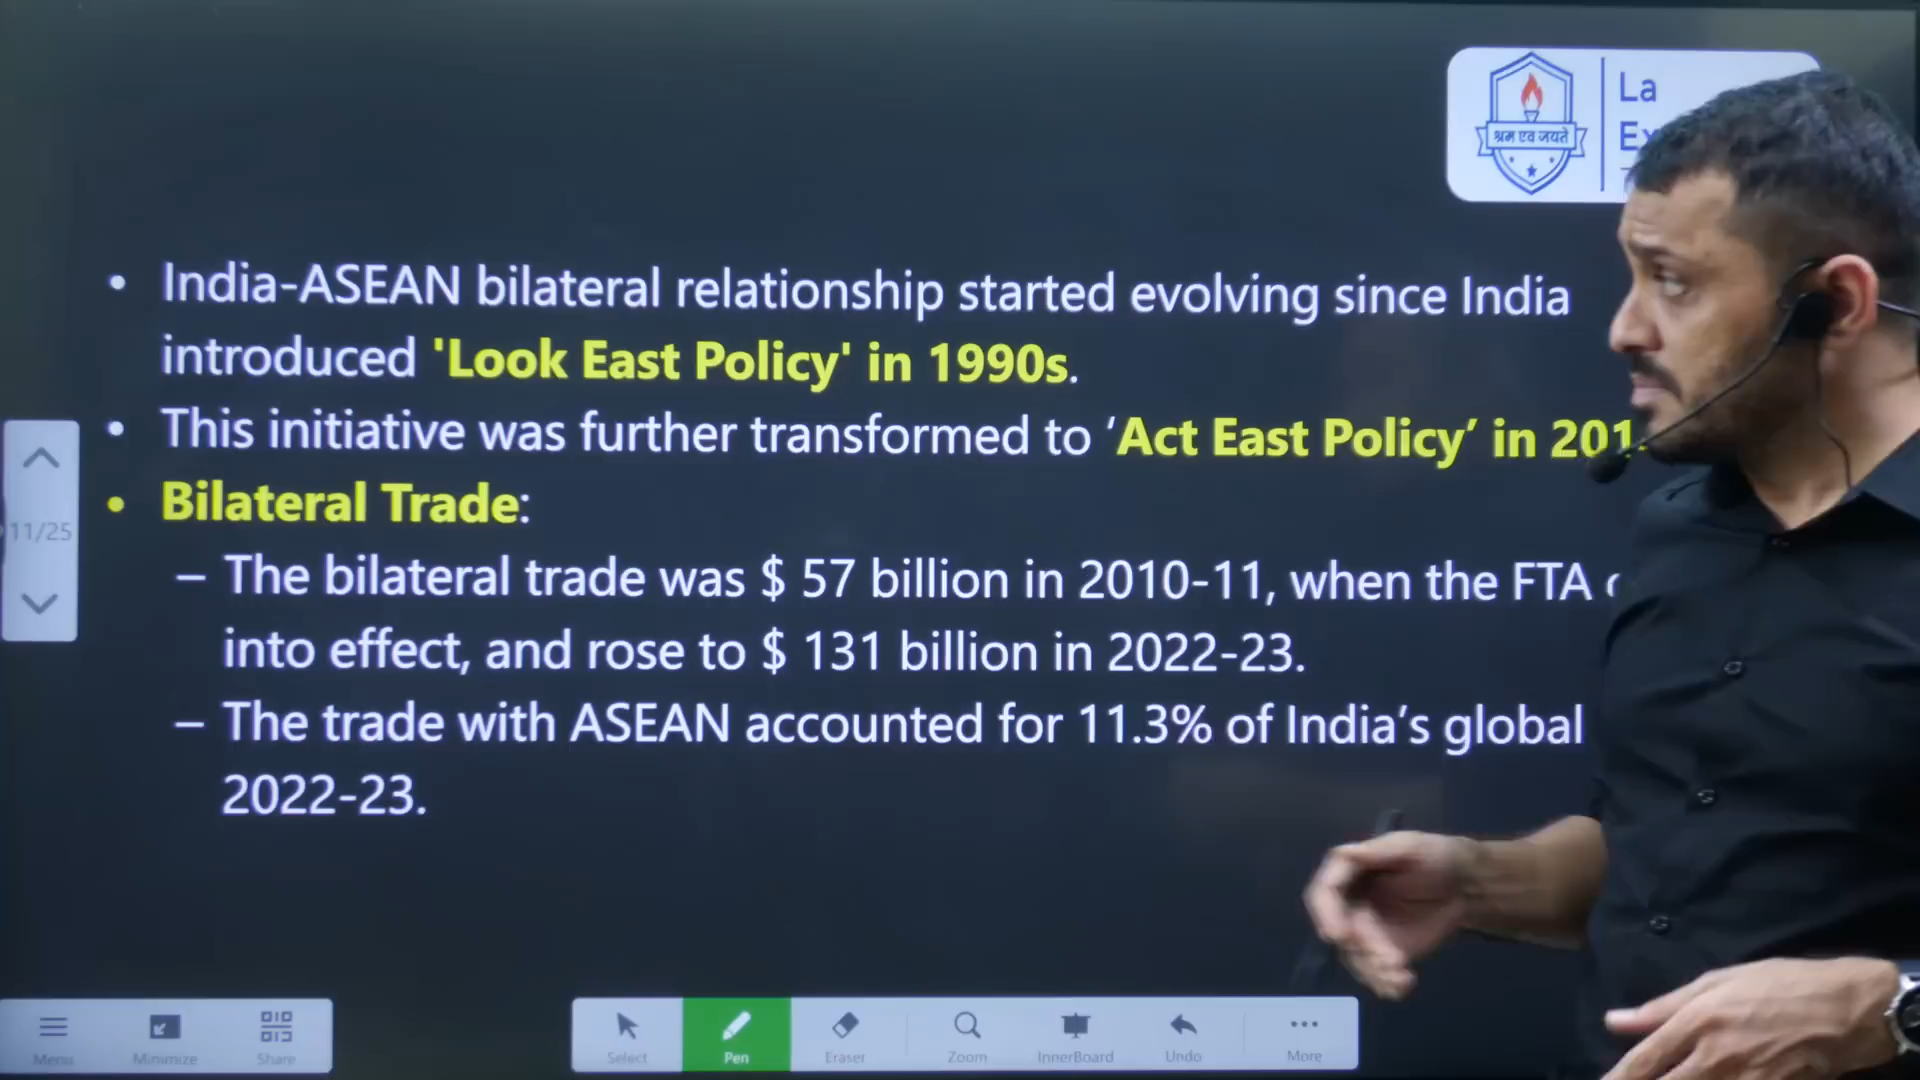 La
श्रम एव जयते
• India-ASEAN bilateral relationship started evolving since India
introduced 'Look East Policy' in 1990s.
• This initiative was further transformed to ‘Act East Policy’ in 201
• Bilateral Trade:
11/25
– The bilateral trade was $ 57 billion in 2010-11, when the FTA
into effect, and rose to $ 131 billion in 2022-23.
– The trade with ASEAN accounted for 11.3% of India’s global
2022-23.
Menu Minimize Share Select Pen Eraser Zoom InnerBoard Undo More